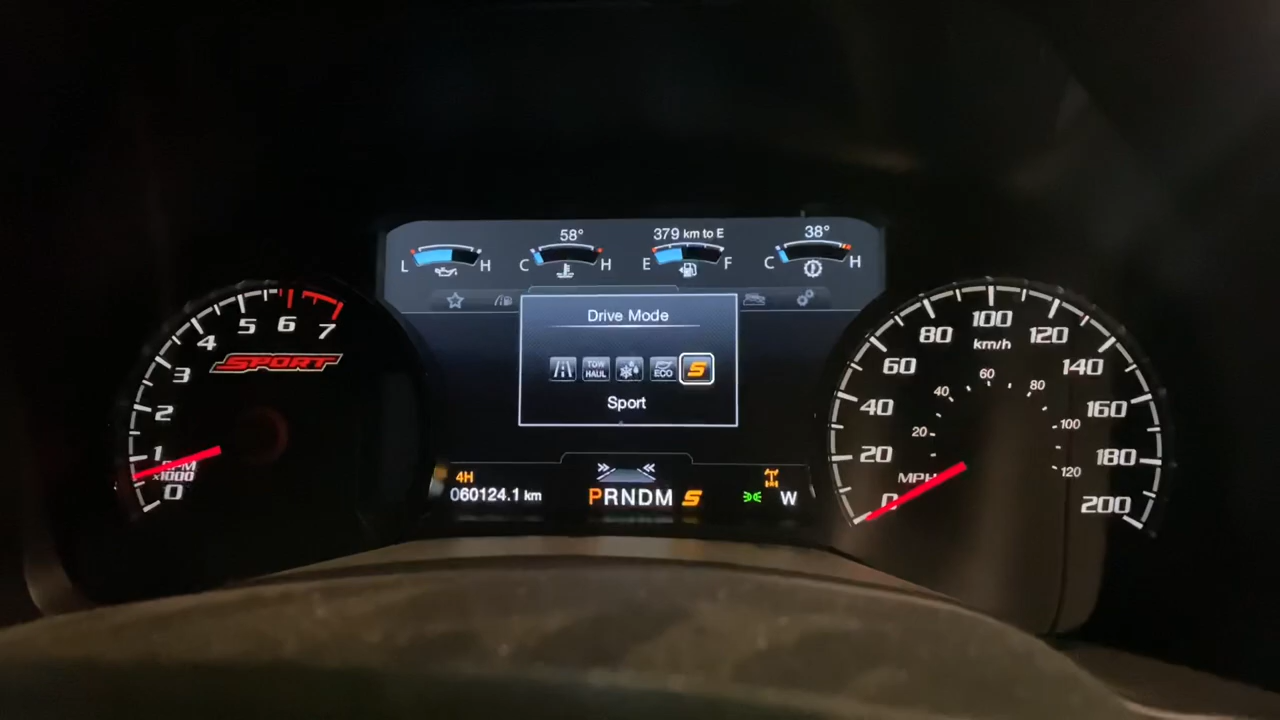 58°
379 km to E
38°
L H
C H
E F
C H
Drive Mode
TOW HAUL
ECO
S
Sport
4H
060124.1 km
PRNDM S
W
7
6
5
4
3
2
1
0
RPM
x1000
SPORT
0
20
40
60
80
100
120
140
160
180
200
km/h
MPH
20
40
60
80
100
120